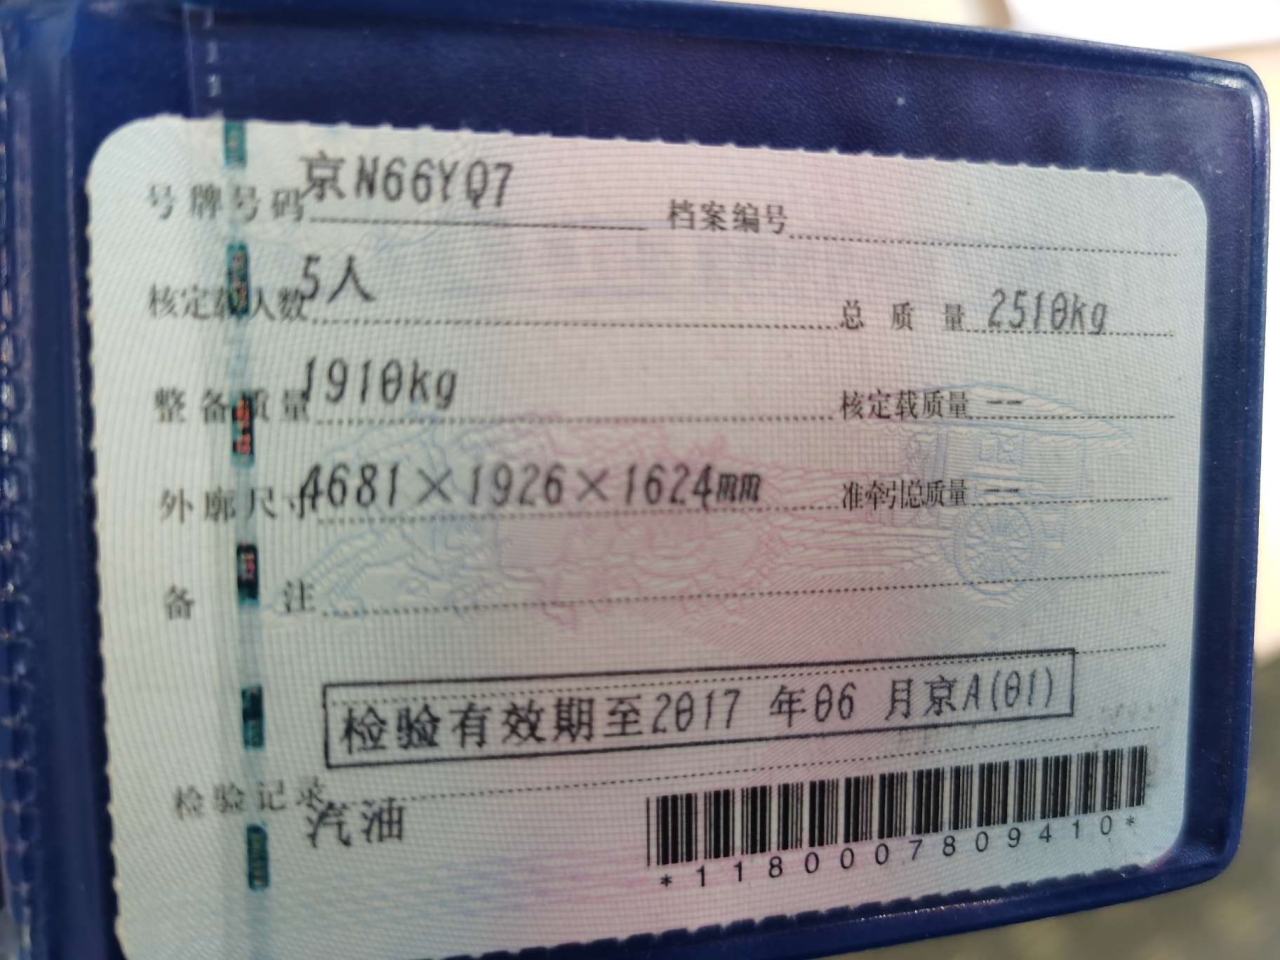 号牌号码 京N66YQ7 档案编号
核定载人数 5人 总质量 2510kg
整备质量 1910kg 核定载质量 --
外廓尺寸 4681×1926×1624mm 准牵引总质量 --
备注
检验有效期至2017 年06 月京A(01)
检验记录
汽油
*1180007809410*